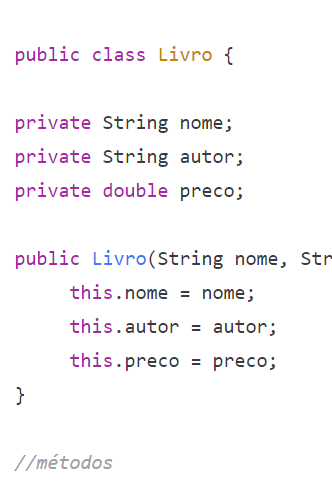 public class Livro {
private String nome;
private String autor;
private double preco;
public Livro(String nome, Str
this.nome = nome;
this.autor = autor;
this.preco = preco;
}
//métodos